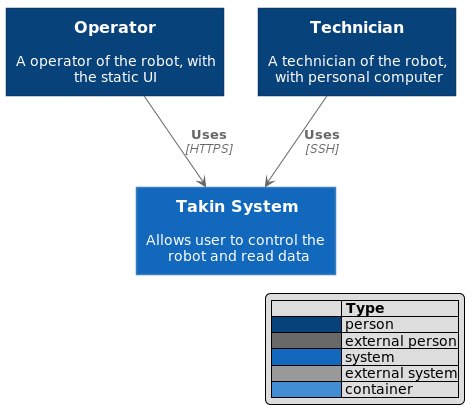 Operator
A operator of the robot, with
the static UI
Technician
A technician of the robot,
with personal computer
Uses
[HTTPS]
Uses
[SSH]
Takin System
Allows user to control the
robot and read data
Type
person
external person
system
external system
container